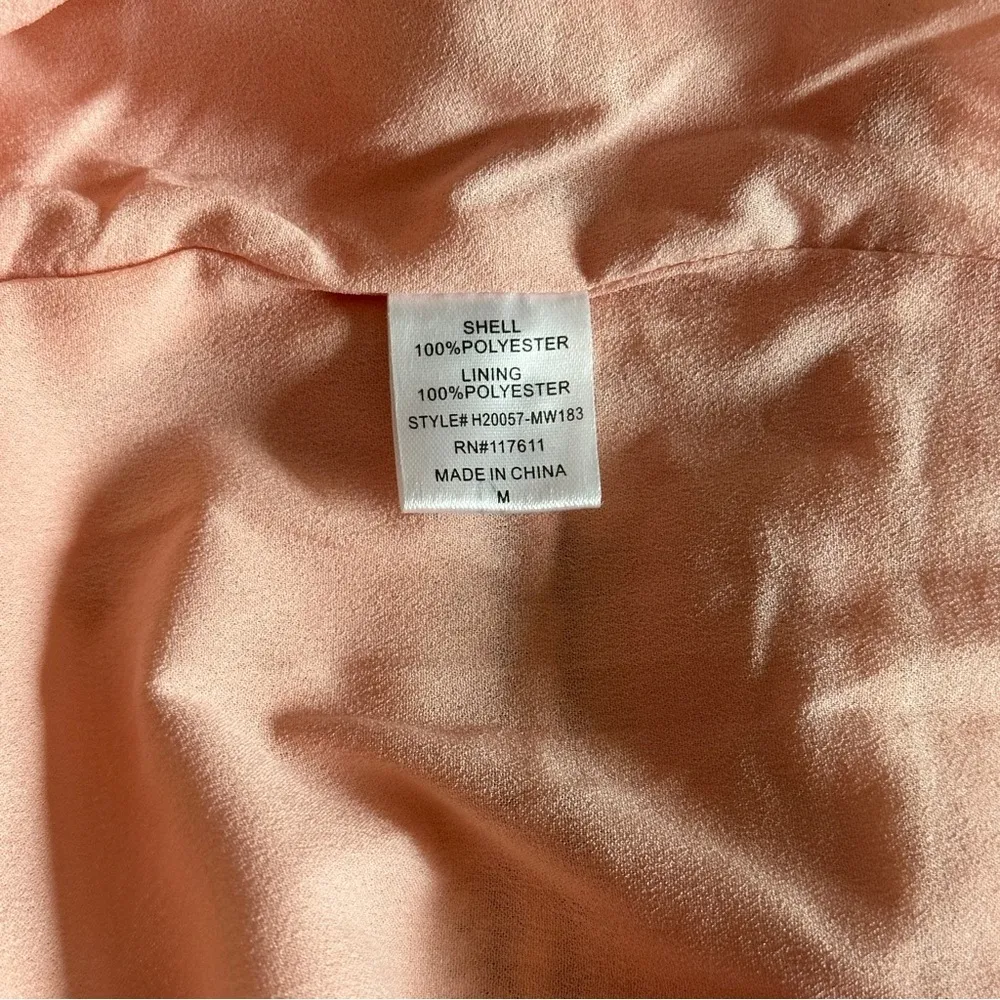 SHELL
100%POLYESTER
LINING
100%POLYESTER
STYLE# H20057-MW183
RN#117611
MADE IN CHINA
M